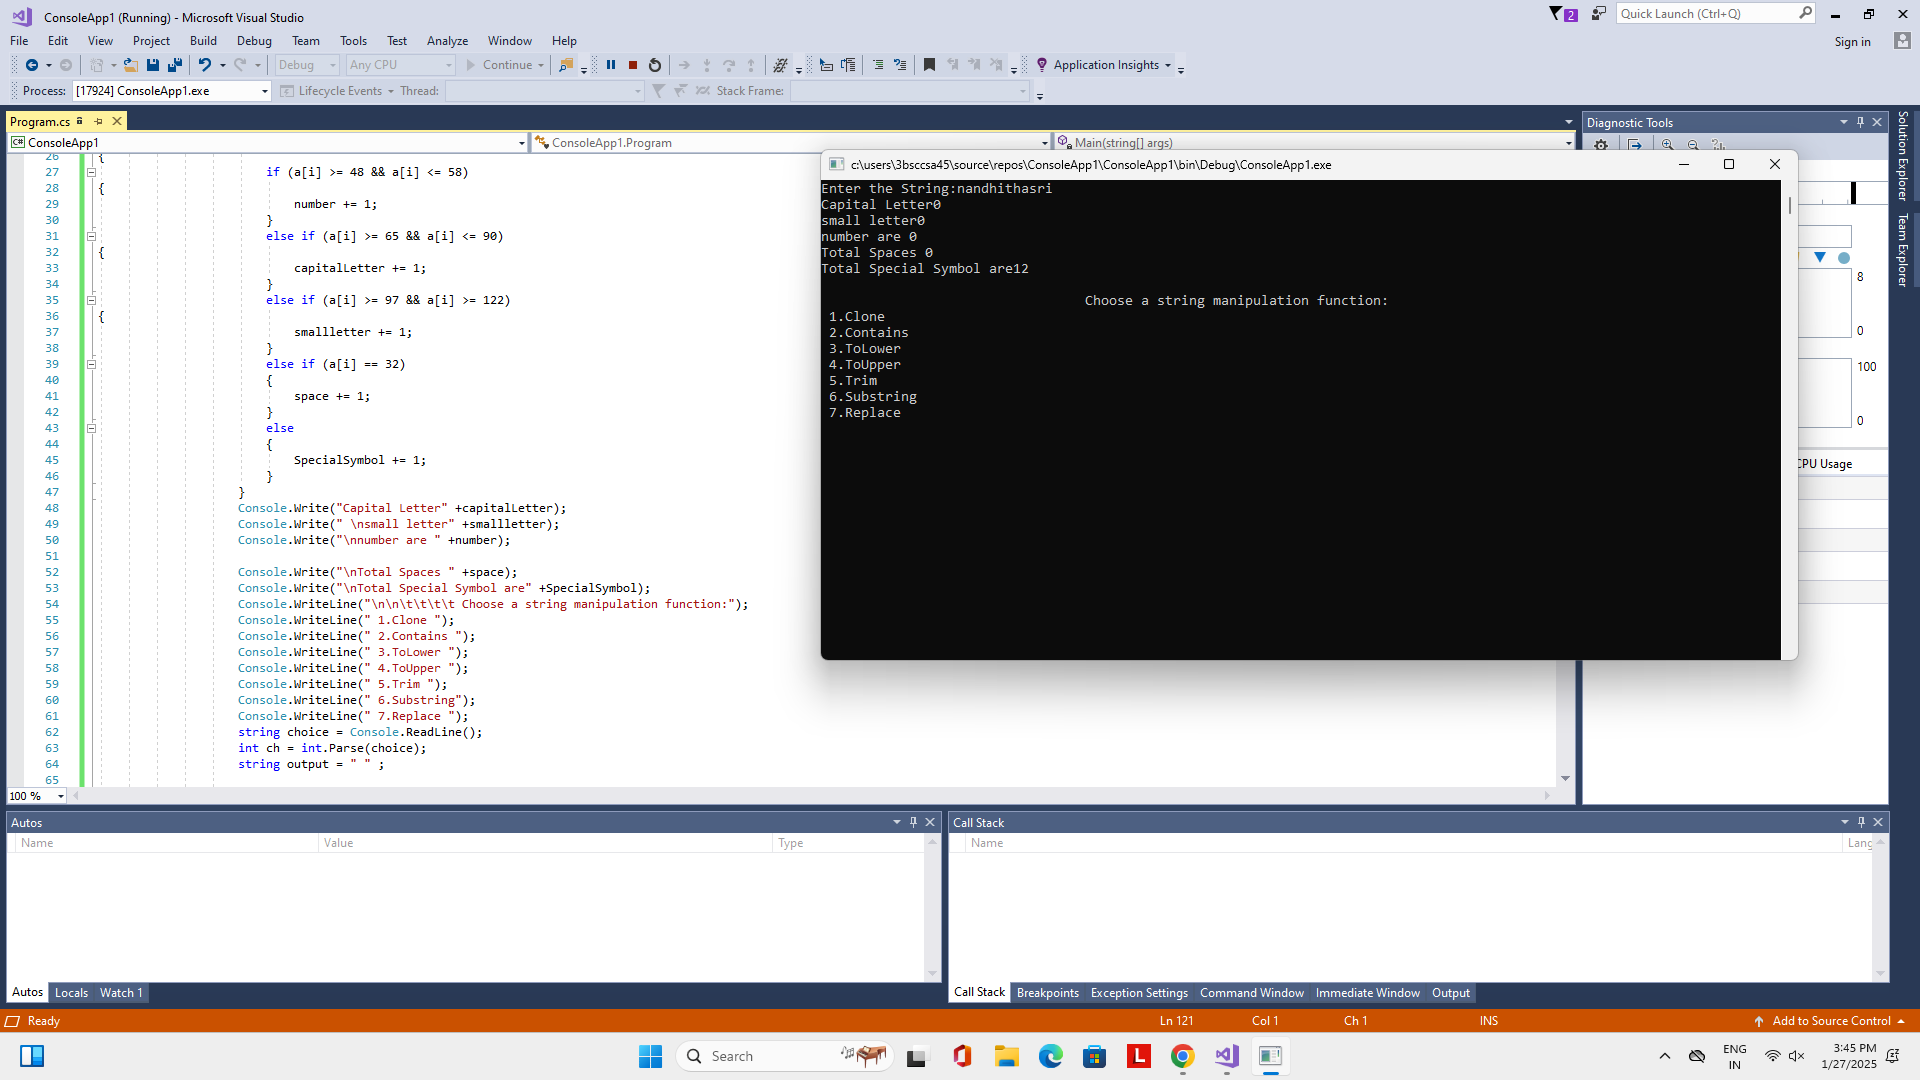 ConsoleApp1 (Running) - Microsoft Visual Studio
2
Quick Launch (Ctrl+Q)
File Edit View Project Build Debug Team Tools Test Analyze Window Help
Sign in
Debug Any CPU Continue Application Insights
Process: [17924] ConsoleApp1.exe Lifecycle Events Thread: Stack Frame:
Program.cs
C# ConsoleApp1 ConsoleApp1.Program Main(string[] args)
26 {
27 if (a[i] >= 48 && a[i] <= 58)
28 {
29 number += 1;
30 }
31 else if (a[i] >= 65 && a[i] <= 90)
32 {
33 capitalLetter += 1;
34 }
35 else if (a[i] >= 97 && a[i] >= 122)
36 {
37 smallletter += 1;
38 }
39 else if (a[i] == 32)
40 {
41 space += 1;
42 }
43 else
44 {
45 SpecialSymbol += 1;
46 }
47 }
48 Console.Write("Capital Letter" +capitalLetter);
49 Console.Write(" \nsmall letter" +smallletter);
50 Console.Write("\nnumber are " +number);
51
52 Console.Write("\nTotal Spaces " +space);
53 Console.Write("\nTotal Special Symbol are" +SpecialSymbol);
54 Console.WriteLine("\n\n\t\t\t\t Choose a string manipulation function:");
55 Console.WriteLine(" 1.Clone ");
56 Console.WriteLine(" 2.Contains ");
57 Console.WriteLine(" 3.ToLower ");
58 Console.WriteLine(" 4.ToUpper ");
59 Console.WriteLine(" 5.Trim ");
60 Console.WriteLine(" 6.Substring");
61 Console.WriteLine(" 7.Replace ");
62 string choice = Console.ReadLine();
63 int ch = int.Parse(choice);
64 string output = " " ;
65
100 %
c:\users\3bsccsa45\source\repos\ConsoleApp1\ConsoleApp1\bin\Debug\ConsoleApp1.exe
Enter the String:nandhithasri
Capital Letter0
small letter0
number are 0
Total Spaces 0
Total Special Symbol are12
Choose a string manipulation function:
1.Clone
2.Contains
3.ToLower
4.ToUpper
5.Trim
6.Substring
7.Replace
Diagnostic Tools
8
0
100
0
CPU Usage
Solution Explorer
Team Explorer
Autos
Name Value Type
Autos Locals Watch 1
Call Stack
Name Lang
Call Stack Breakpoints Exception Settings Command Window Immediate Window Output
Ready Ln 121 Col 1 Ch 1 INS Add to Source Control
Search
L
ENG
IN
3:45 PM
1/27/2025